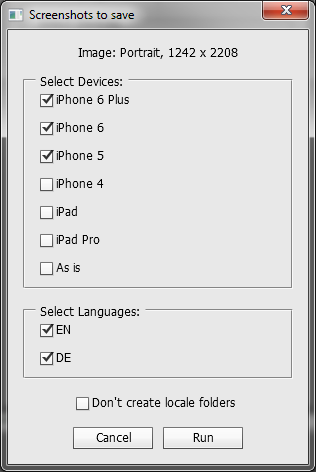 Screenshots to save
Image: Portrait, 1242 x 2208
Select Devices:
iPhone 6 Plus
iPhone 6
iPhone 5
iPhone 4
iPad
iPad Pro
As is
Select Languages:
EN
DE
Don't create locale folders
Cancel Run